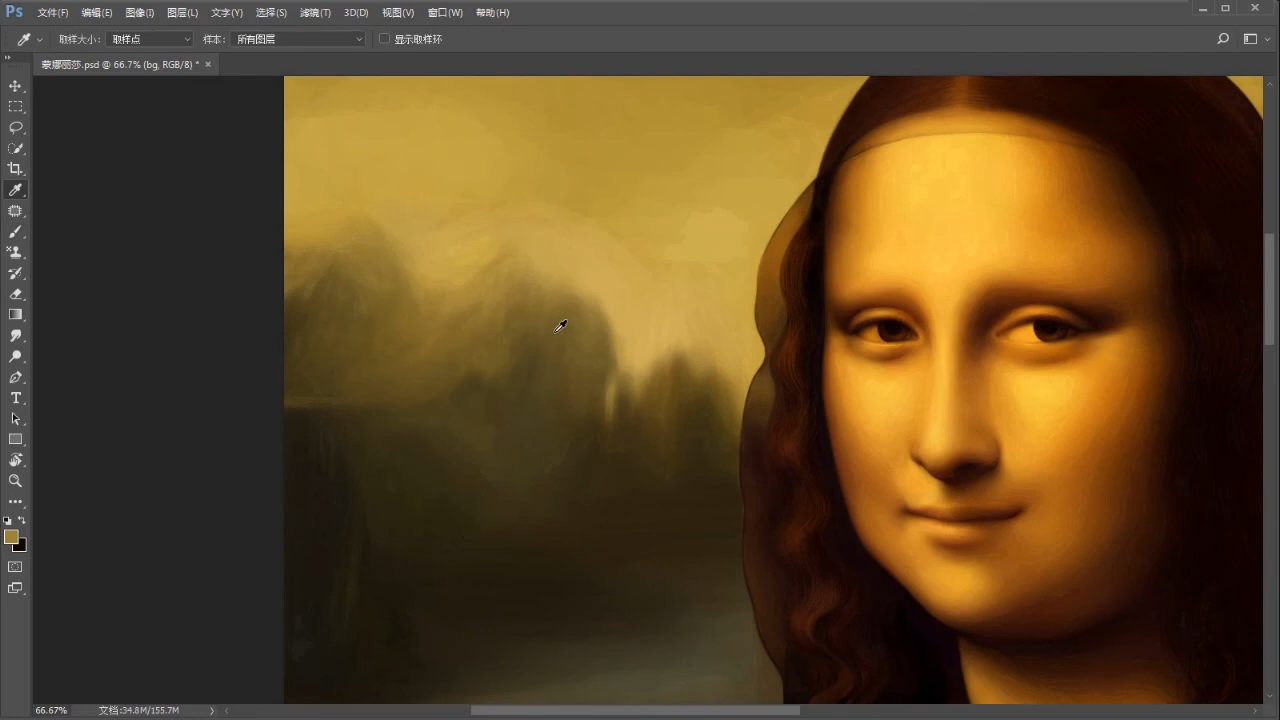 Ps 文件(F) 编辑(E) 图像(I) 图层(L) 文字(Y) 选择(S) 滤镜(T) 3D(D) 视图(V) 窗口(W) 帮助(H)
取样大小: 取样点 样本: 所有图层 显示取样环
蒙娜丽莎.psd @ 66.7% (bg, RGB/8) * ×
66.67% 文档:34.8M/155.7M